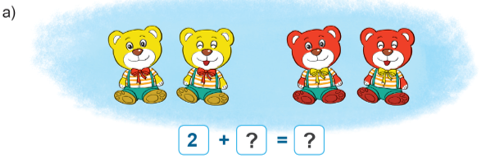 a)
2 + ? = ?